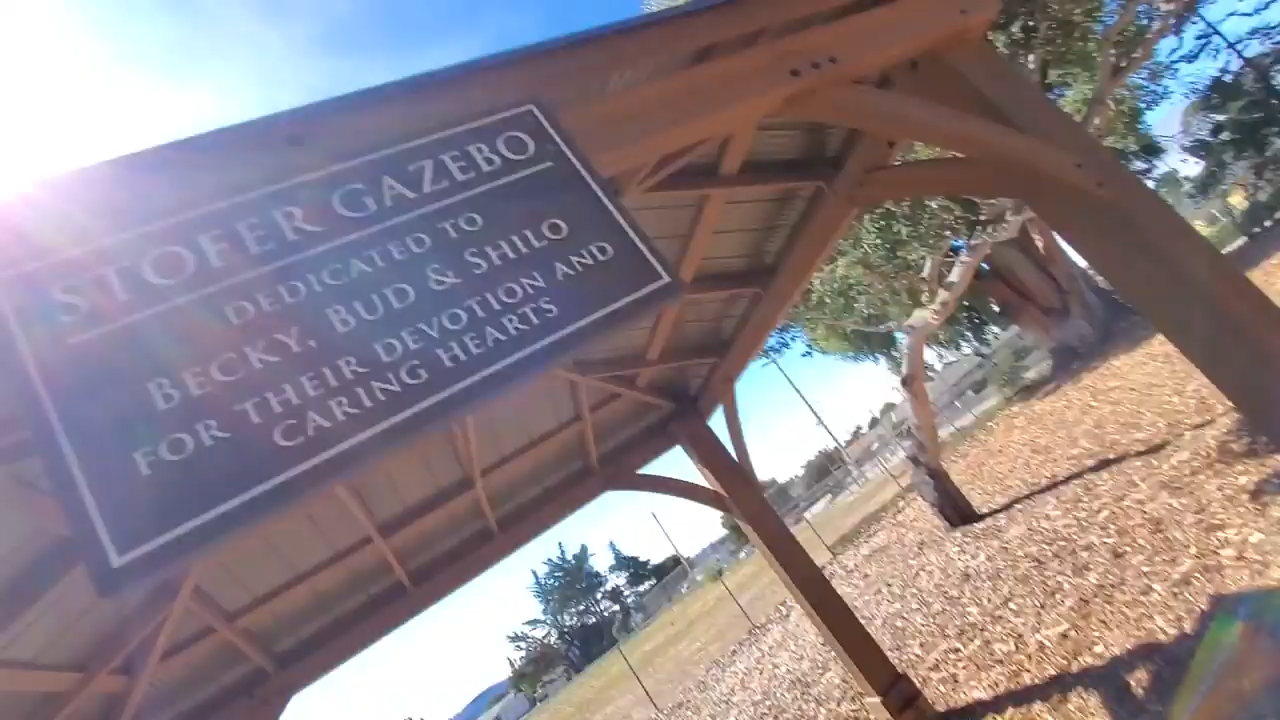 STOFER GAZEBO
DEDICATED TO
BECKY, BUD & SHILO
FOR THEIR DEVOTION AND
CARING HEARTS